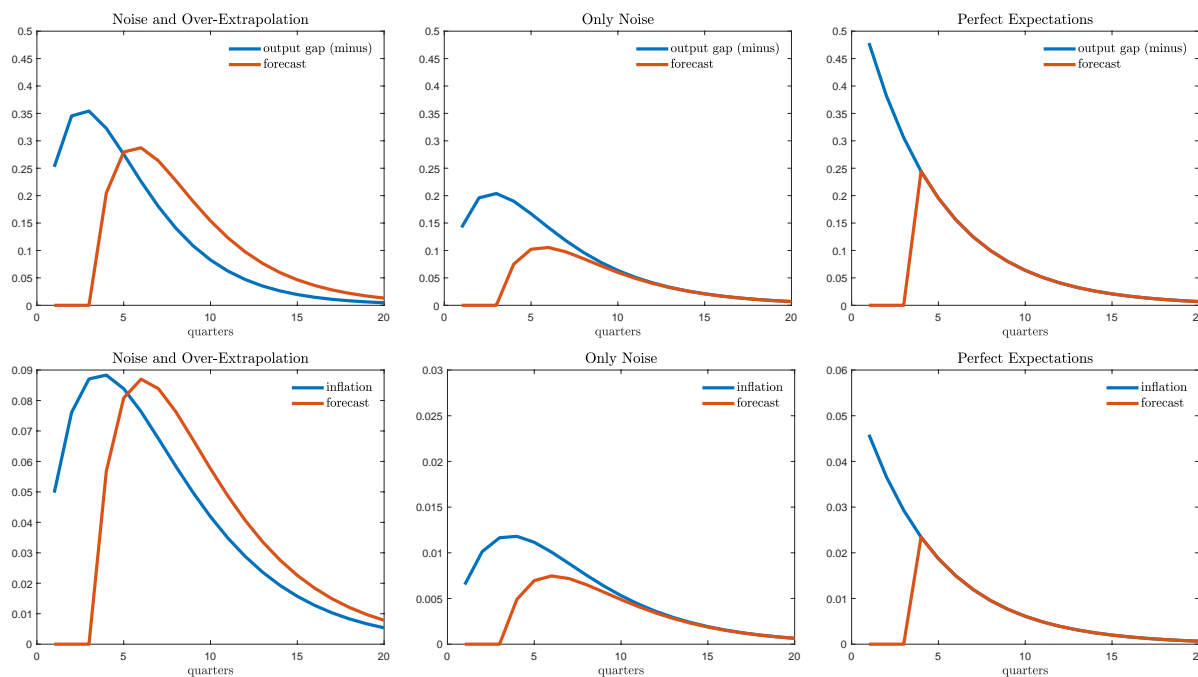 Noise and Over-Extrapolation
0.5
0.45
0.4
0.35
0.3
0.25
0.2
0.15
0.1
0.05
0
output gap (minus)
forecast
0 5 10 15 20
quarters
Only Noise
0.5
0.45
0.4
0.35
0.3
0.25
0.2
0.15
0.1
0.05
0
output gap (minus)
forecast
0 5 10 15 20
quarters
Perfect Expectations
0.5
0.45
0.4
0.35
0.3
0.25
0.2
0.15
0.1
0.05
0
output gap (minus)
forecast
0 5 10 15 20
quarters
Noise and Over-Extrapolation
0.09
0.08
0.07
0.06
0.05
0.04
0.03
0.02
0.01
0
inflation
forecast
0 5 10 15 20
quarters
Only Noise
0.03
0.025
0.02
0.015
0.01
0.005
0
inflation
forecast
0 5 10 15 20
quarters
Perfect Expectations
0.06
0.05
0.04
0.03
0.02
0.01
0
inflation
forecast
0 5 10 15 20
quarters